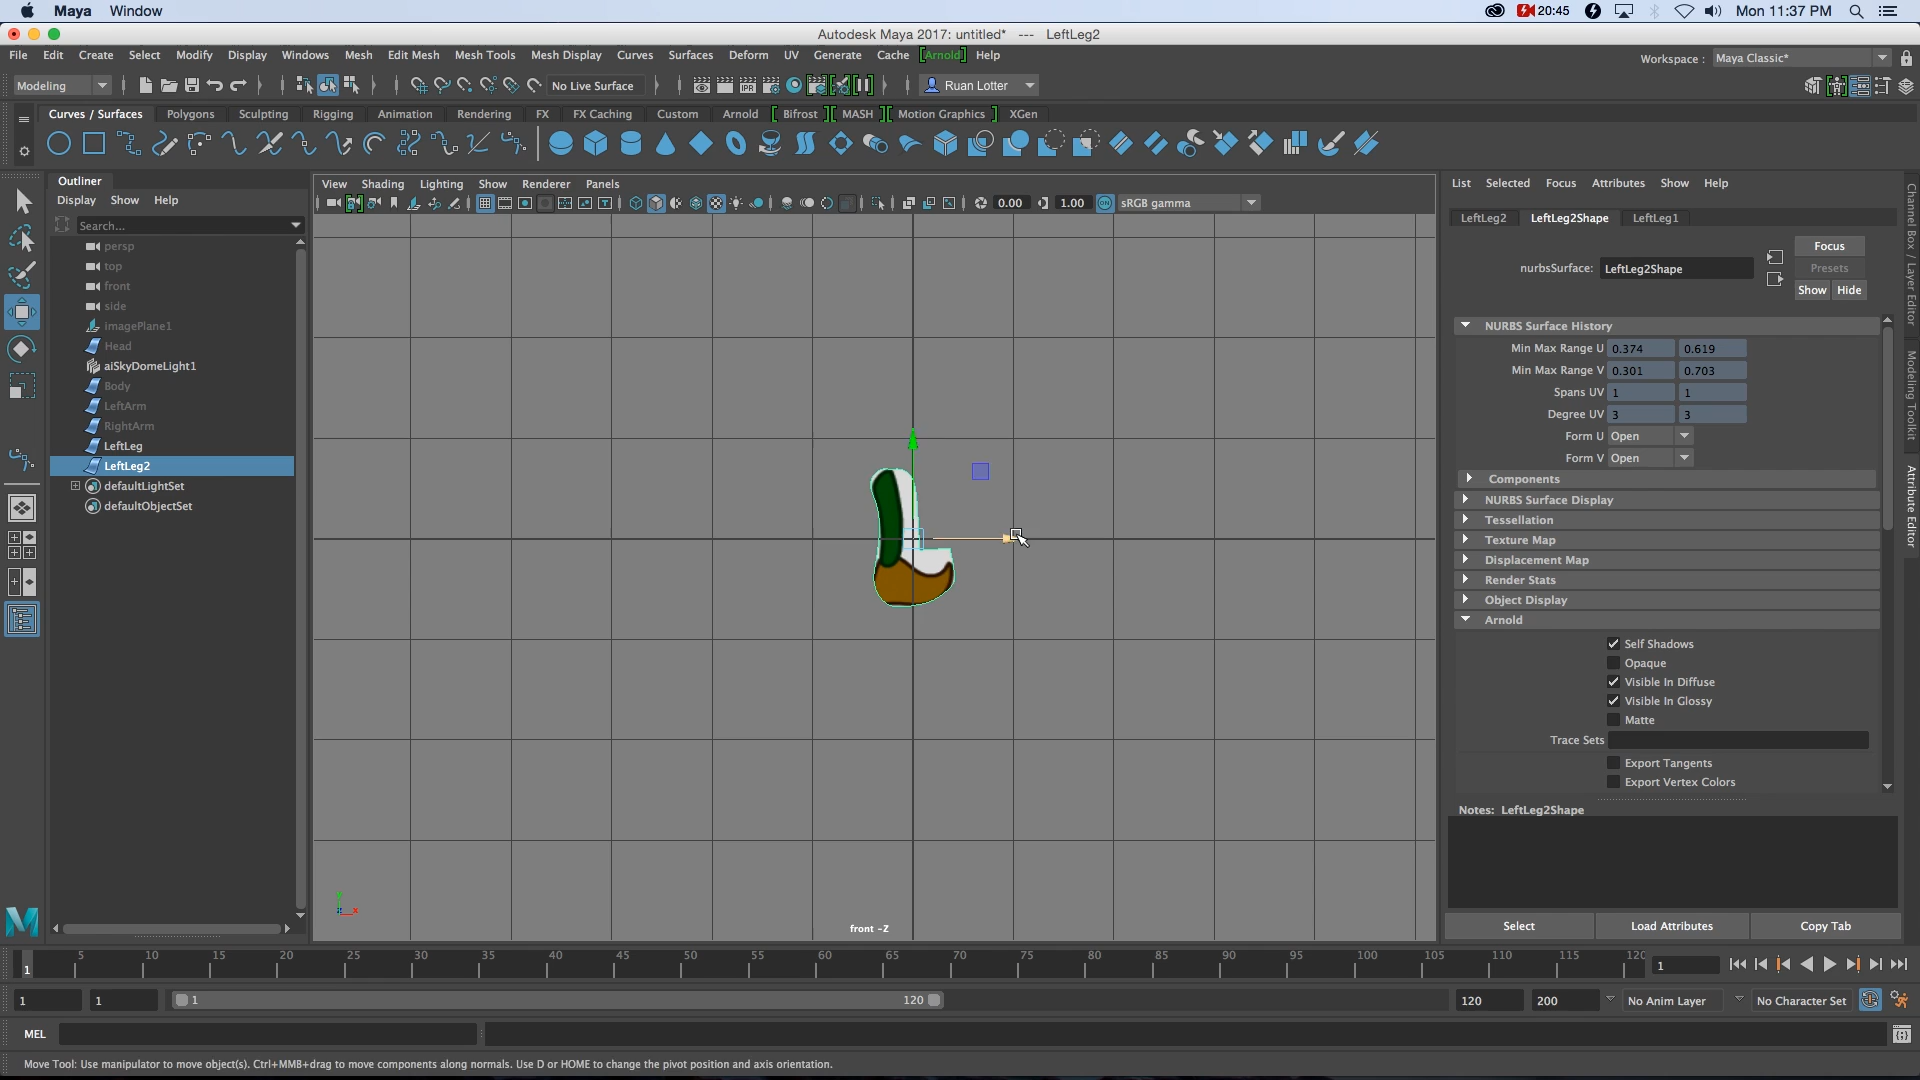 Maya Window 20:45 Mon 11:37 PM
Autodesk Maya 2017: untitled* --- LeftLeg2
File Edit Create Select Modify Display Windows Mesh Edit Mesh Mesh Tools Mesh Display Curves Surfaces Deform UV Generate Cache [Arnold] Help Workspace : Maya Classic*
Modeling No Live Surface IPR Ruan Lotter
Curves / Surfaces Polygons Sculpting Rigging Animation Rendering FX FX Caching Custom Arnold [ Bifrost ] [ MASH ] [ Motion Graphics ] XGen
Outliner
Display Show Help
Search...
persp
top
front
side
imagePlane1
Head
aiSkyDomeLight1
Body
LeftArm
RightArm
LeftLeg
LeftLeg2
defaultLightSet
defaultObjectSet
View Shading Lighting Show Renderer Panels
0.00 1.00 ON sRGB gamma
y
z x
front -Z
List Selected Focus Attributes Show Help
LeftLeg2 LeftLeg2Shape LeftLeg1
nurbsSurface: LeftLeg2Shape
Focus
Presets
Show Hide
NURBS Surface History
Min Max Range U 0.374 0.619
Min Max Range V 0.301 0.703
Spans UV 1 1
Degree UV 3 3
Form U Open
Form V Open
Components
NURBS Surface Display
Tessellation
Texture Map
Displacement Map
Render Stats
Object Display
Arnold
Self Shadows
Opaque
Visible In Diffuse
Visible In Glossy
Matte
Trace Sets
Export Tangents
Export Vertex Colors
Notes: LeftLeg2Shape
Select Load Attributes Copy Tab
Channel Box / Layer Editor
Modeling Toolkit
Attribute Editor
1 5 10 15 20 25 30 35 40 45 50 55 60 65 70 75 80 85 90 95 100 105 110 115 120 1
1 1 1 120 120 200 No Anim Layer No Character Set
MEL
Move Tool: Use manipulator to move object(s). Ctrl+MMB+drag to move components along normals. Use D or HOME to change the pivot position and axis orientation.